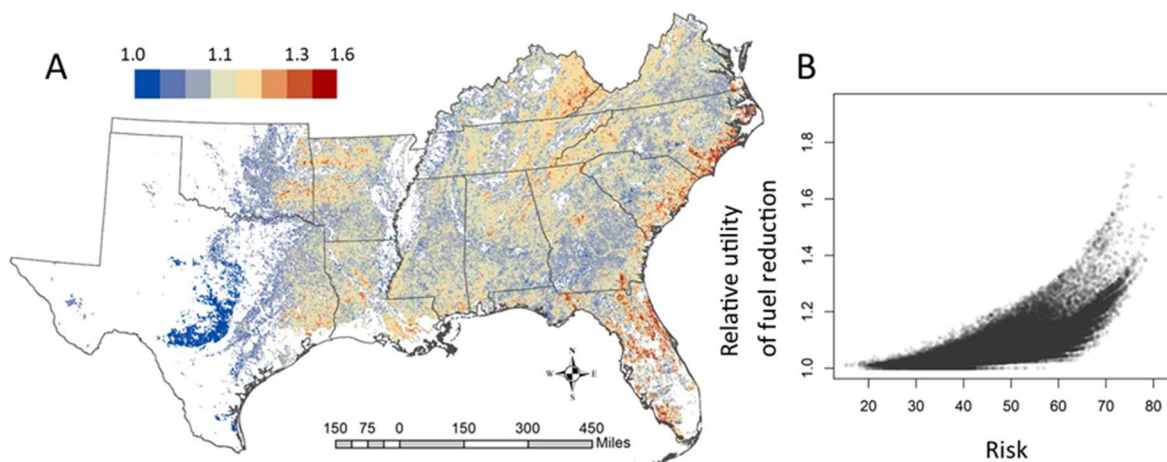 A
1.0 1.1 1.3 1.6
N
W E
S
150 75 0 150 300 450
Miles
B
Relative utility
of fuel reduction
1.8
1.6
1.4
1.2
1.0
20 30 40 50 60 70 80
Risk